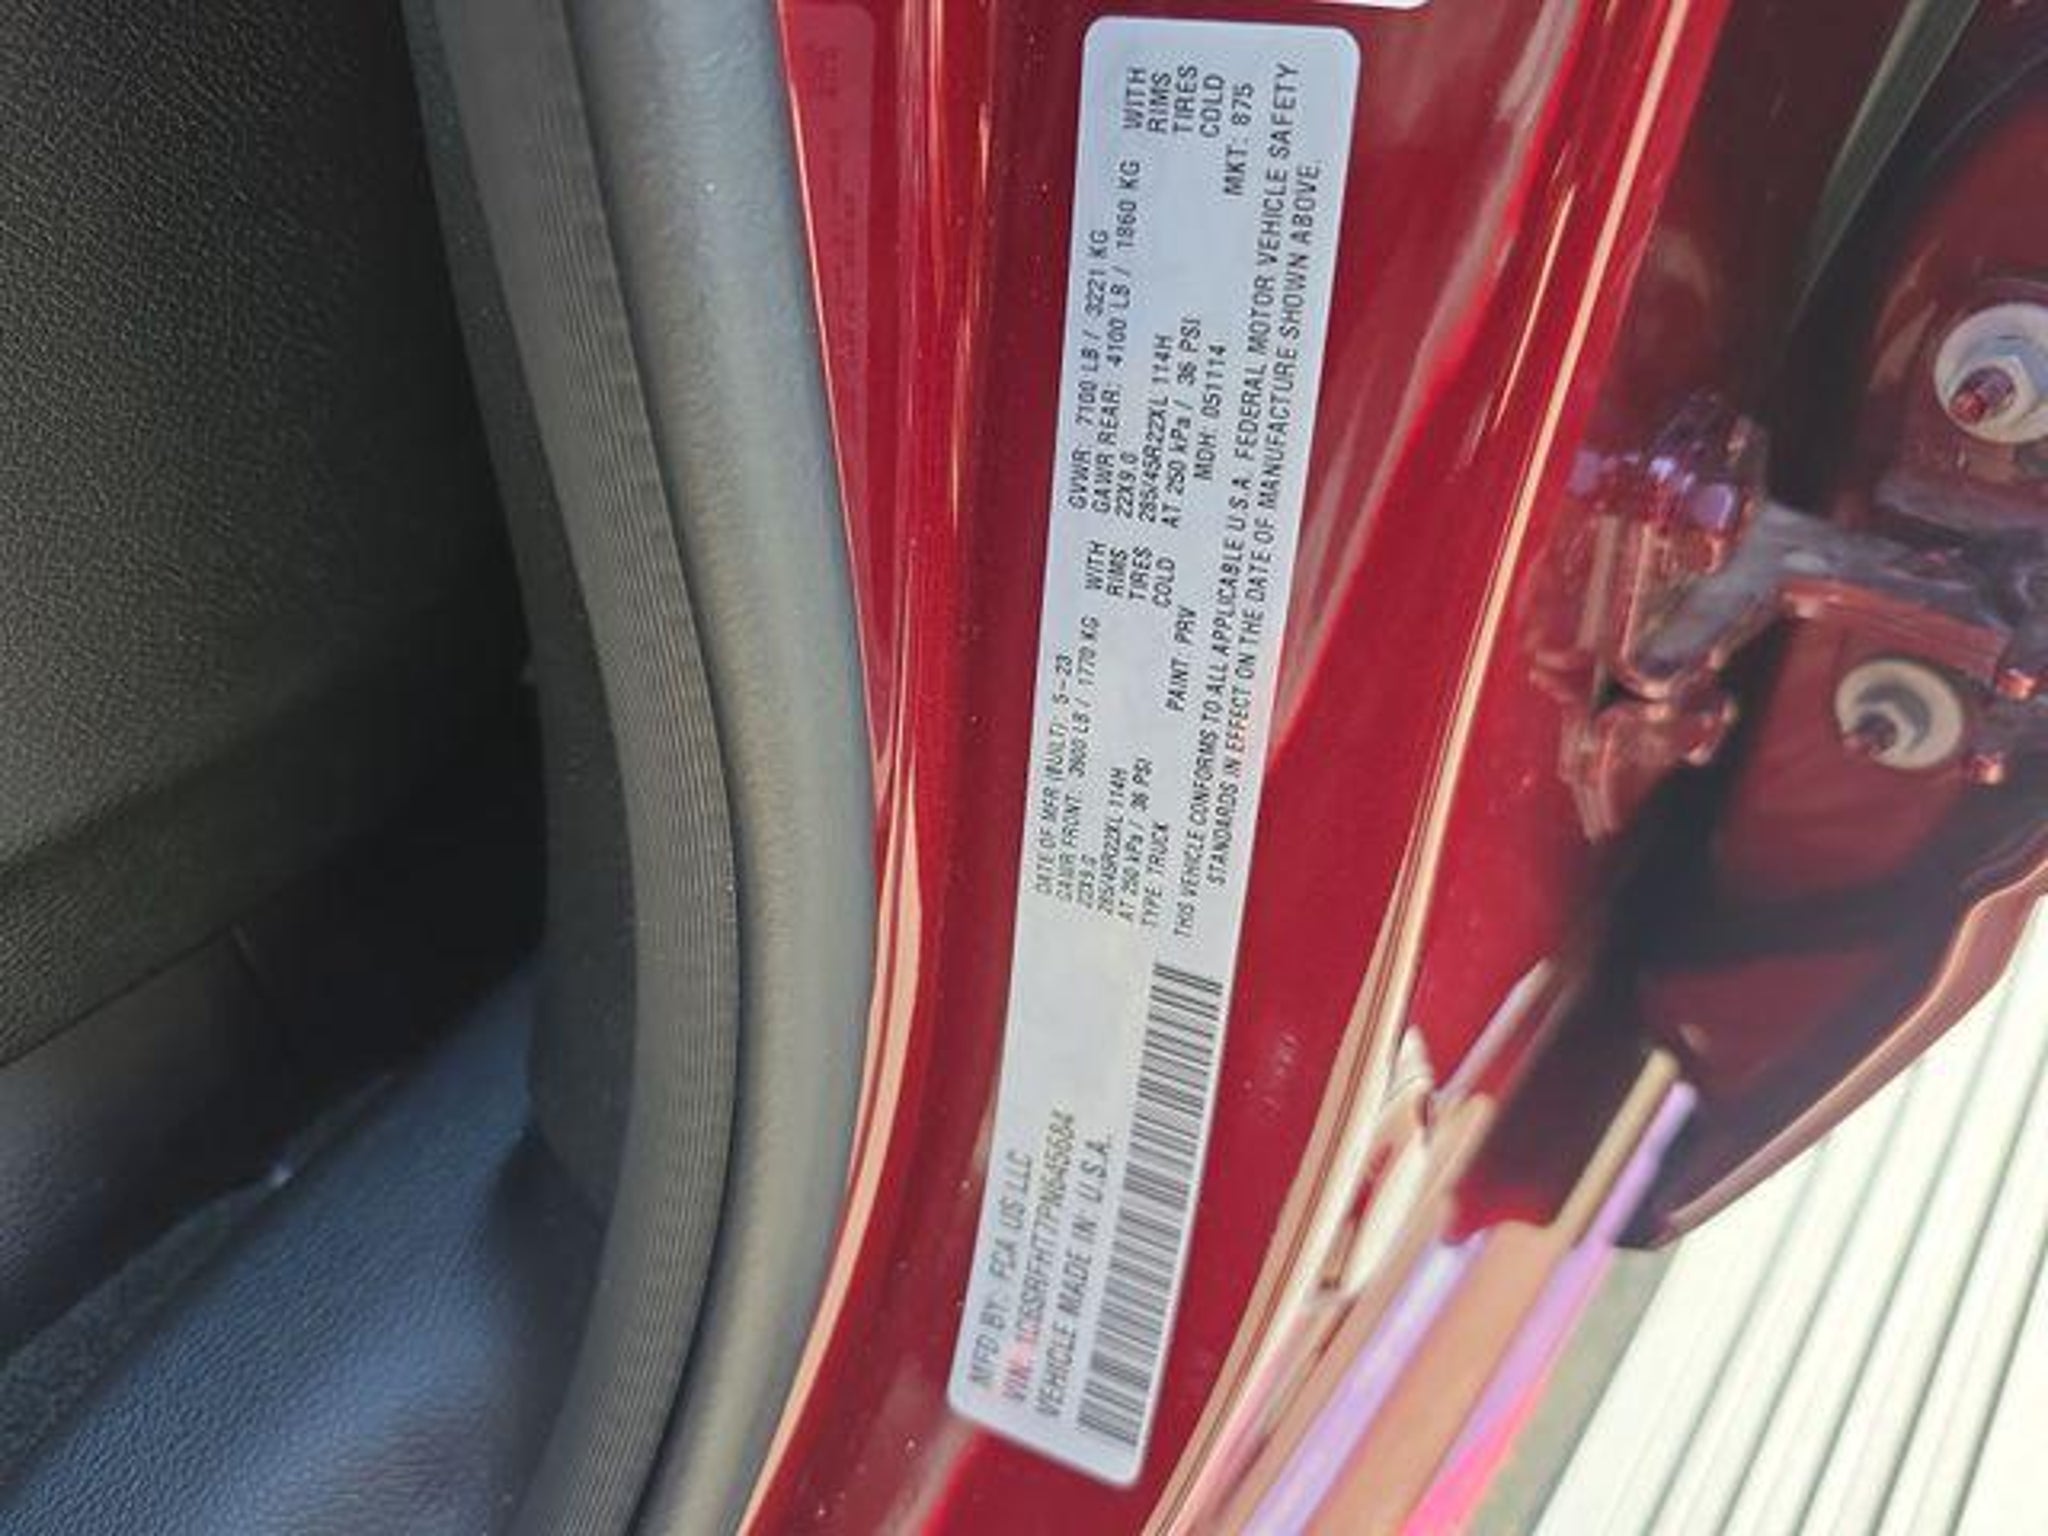 MFD BY: FCA US LLC
VIN: 1C6SRFHT7PN645684
VEHICLE MADE IN: U.S.A.
DATE OF MFR (BUILT): 5-23
GAWR FRONT: 3900 LB / 1770 KG WITH
22X9.0 RIMS
285/45R22XL 114H TIRES
AT 250 kPa / 36 PSI COLD
TYPE: TRUCK PAINT: PRV
GVWR: 7100 LB / 3221 KG
GAWR REAR: 4100 LB / 1860 KG WITH
22X9.0 RIMS
285/45R22XL 114H TIRES
AT 250 kPa / 36 PSI COLD
MDH: 051114 MKT: 875
THIS VEHICLE CONFORMS TO ALL APPLICABLE U.S.A. FEDERAL MOTOR VEHICLE SAFETY
STANDARDS IN EFFECT ON THE DATE OF MANUFACTURE SHOWN ABOVE.